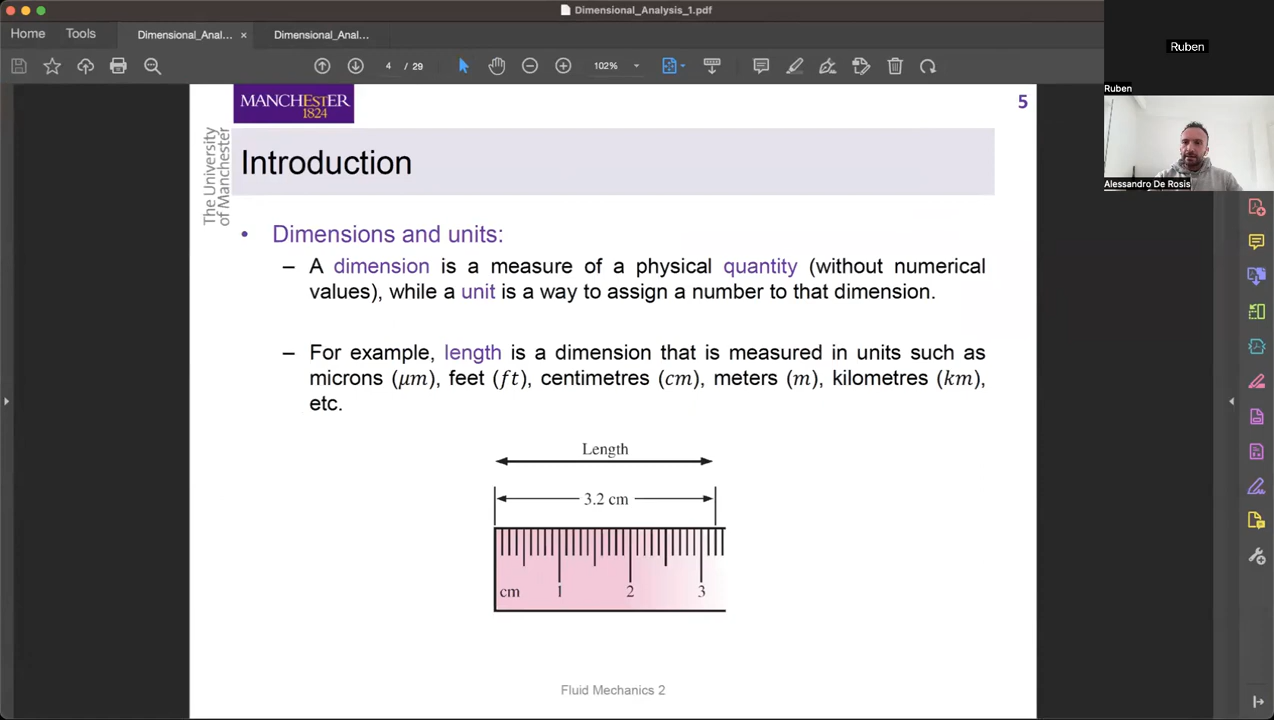 Dimensional_Analysis_1.pdf
Home
Tools
Dimensional_Anal... ×
Dimensional_Anal...
4 / 29
102%
Ruben
Ruben
Alessandro De Rosis
MANCHESTER
1824
The University
of Manchester
5
Introduction
• Dimensions and units:
– A dimension is a measure of a physical quantity (without numerical
values), while a unit is a way to assign a number to that dimension.
– For example, length is a dimension that is measured in units such as
microns (μm), feet (ft), centimetres (cm), meters (m), kilometres (km),
etc.
Length
3.2 cm
cm 1 2 3
Fluid Mechanics 2